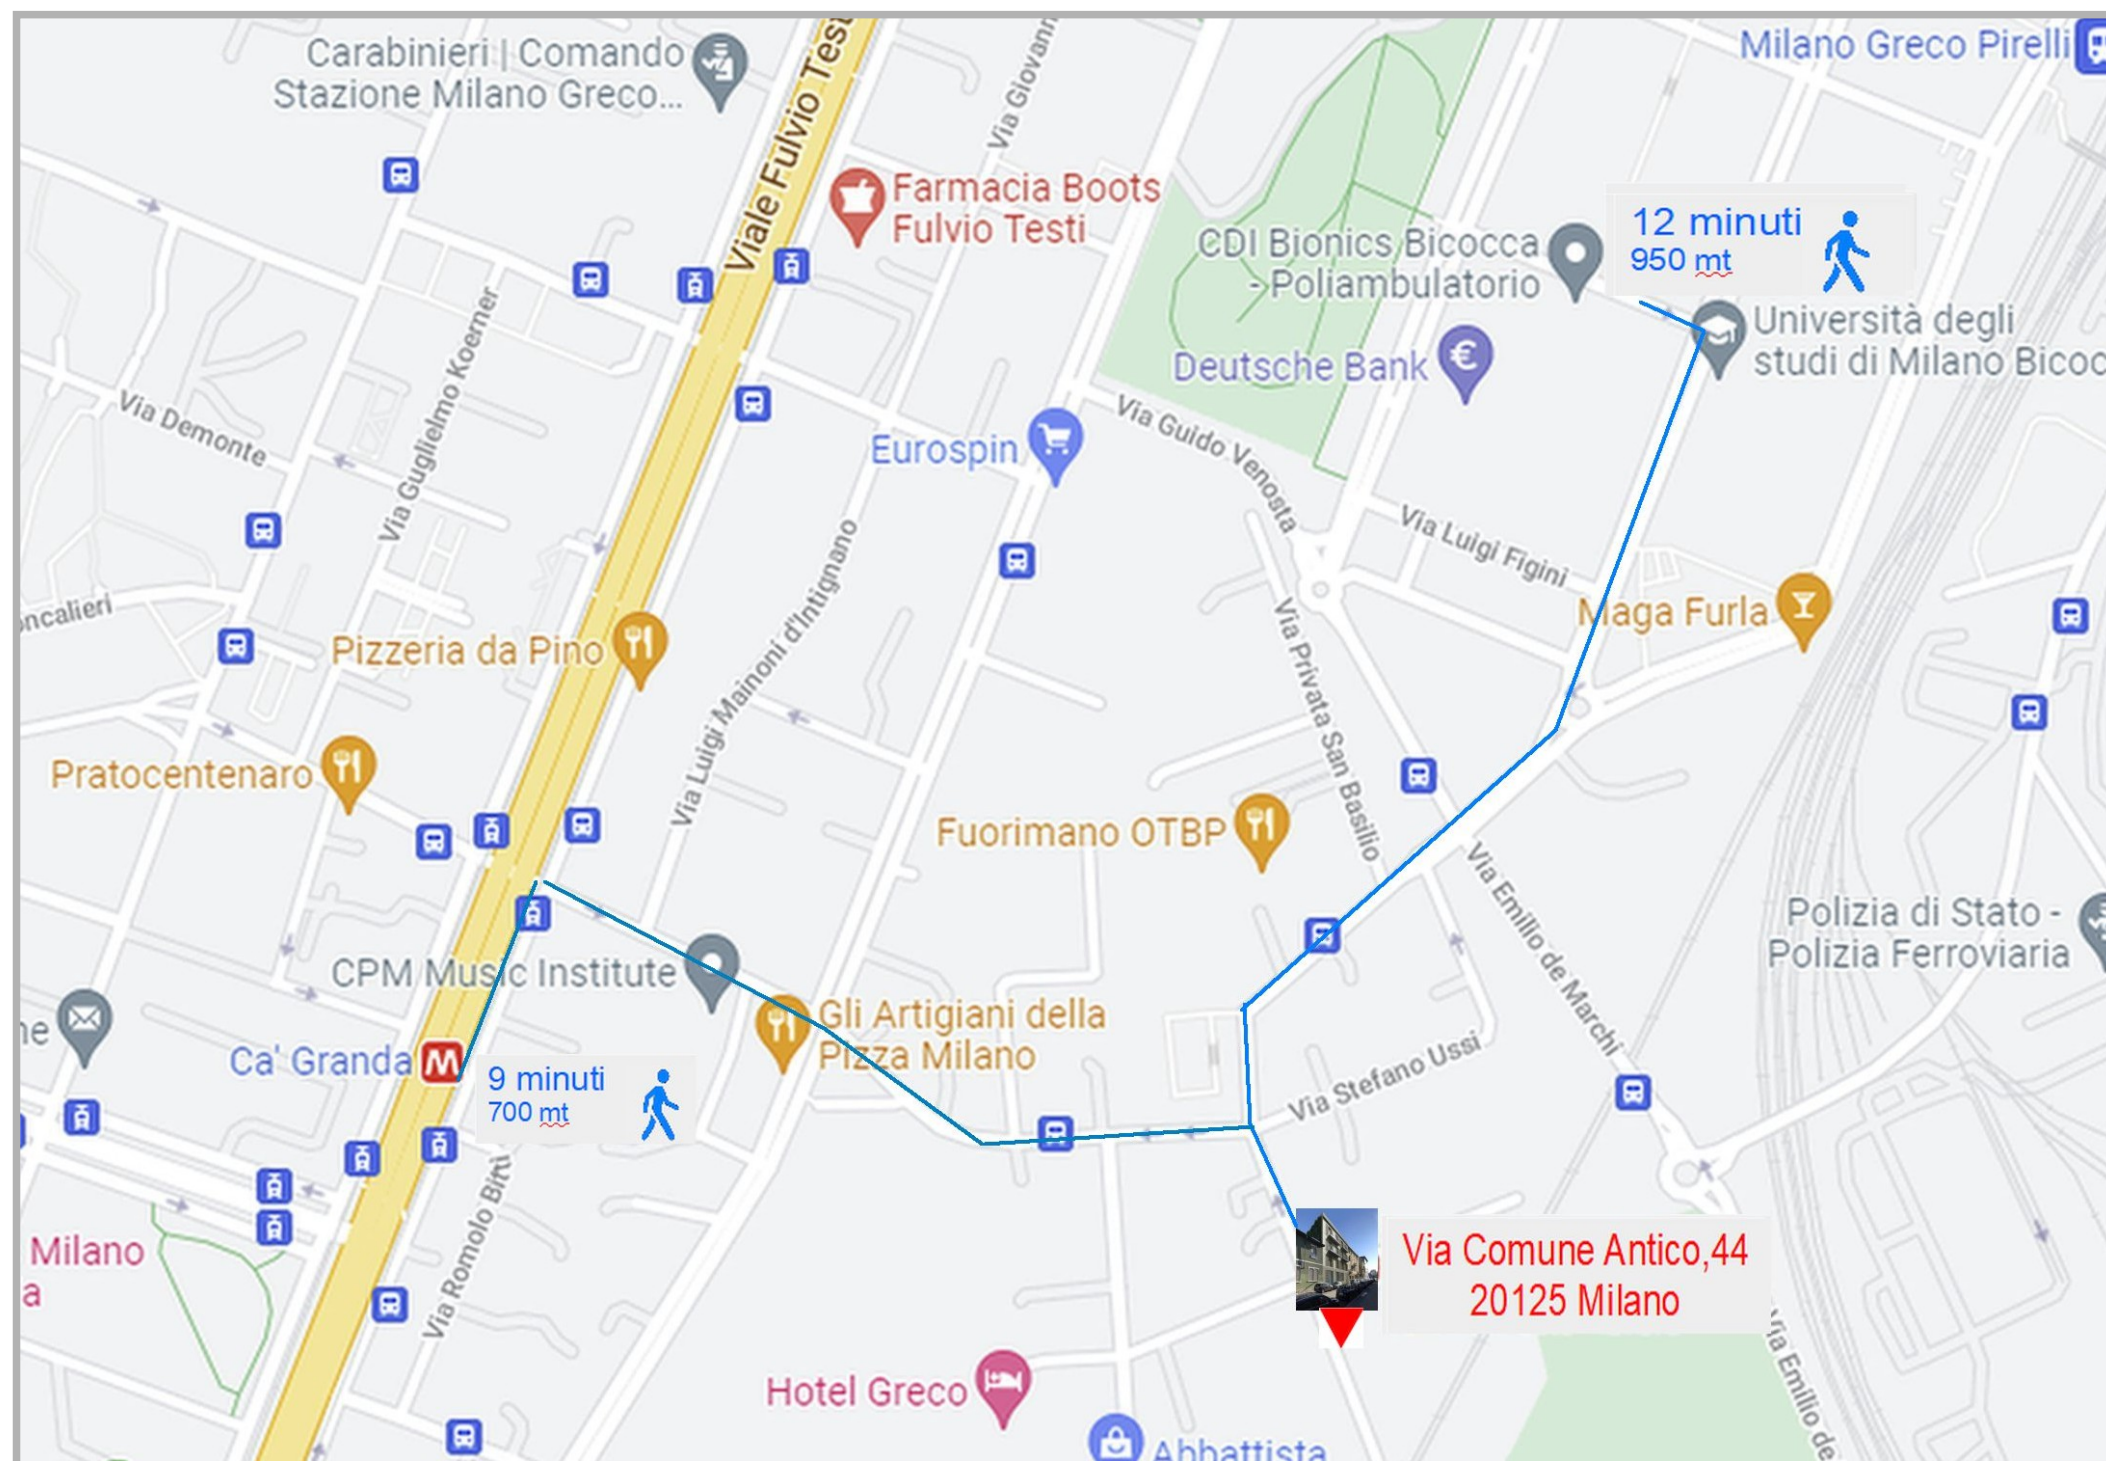 Carabinieri | Comando
Stazione Milano Greco...
Viale Fulvio Test
Via Giovann
Milano Greco Pirelli
Farmacia Boots
Fulvio Testi
CDI Bionics Bicocca
- Poliambulatorio
12 minuti
950 mt
Università degli
studi di Milano Bicoc
Deutsche Bank
Via Guglielmo Koerner
Via Demonte
Eurospin
Via Guido Venosta
Via Luigi Figini
oncalieri
Pizzeria da Pino
Via Luigi Mainoni d'Intignano
Via Privata San Basilio
Maga Furla
Pratocentenaro
Fuorimano OTBP
Via Emilio de Marchi
Polizia di Stato -
Polizia Ferroviaria
CPM Music Institute
Gli Artigiani della
Pizza Milano
ne
Ca' Granda
M
9 minuti
700 mt
Via Stefano Ussi
Via Romolo Bitti
Milano
a
Via Comune Antico,44
20125 Milano
Via Emilio de
Hotel Greco
Abbattista